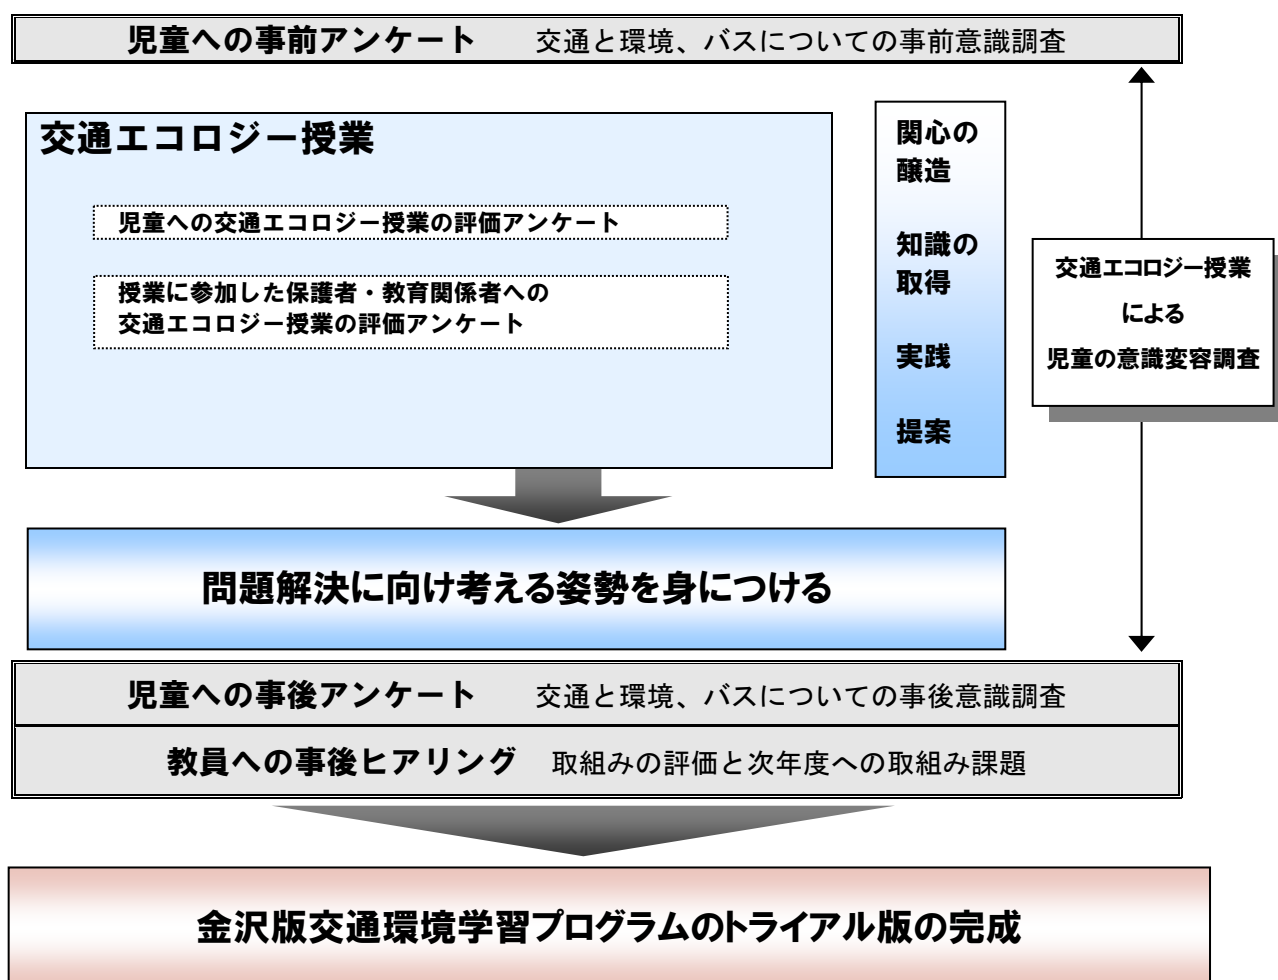 児童への事前アンケート 交通と環境、バスについての事前意識調査
交通エコロジー授業
児童への交通エコロジー授業の評価アンケート
授業に参加した保護者・教育関係者への
交通エコロジー授業の評価アンケート
関心の
醸造
知識の
取得
実践
提案
交通エコロジー授業
による
児童の意識変容調査
問題解決に向け考える姿勢を身につける
児童への事後アンケート 交通と環境、バスについての事後意識調査
教員への事後ヒアリング 取組みの評価と次年度への取組み課題
金沢版交通環境学習プログラムのトライアル版の完成